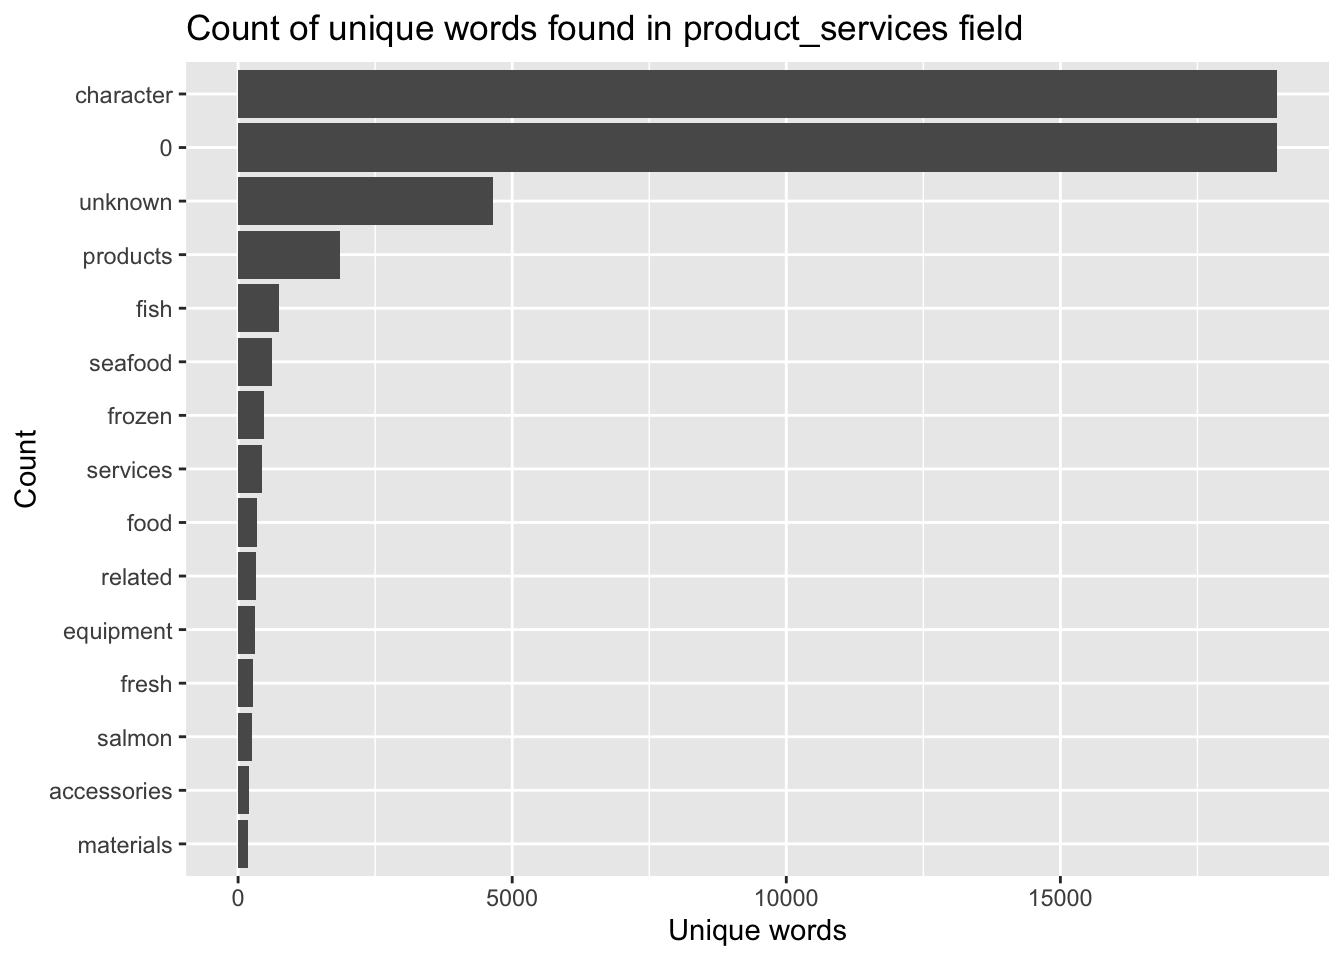 Count of unique words found in product_services field
character
0
unknown
products
fish
seafood
frozen
services
food
related
equipment
fresh
salmon
accessories
materials
Count
0 5000 10000 15000
Unique words